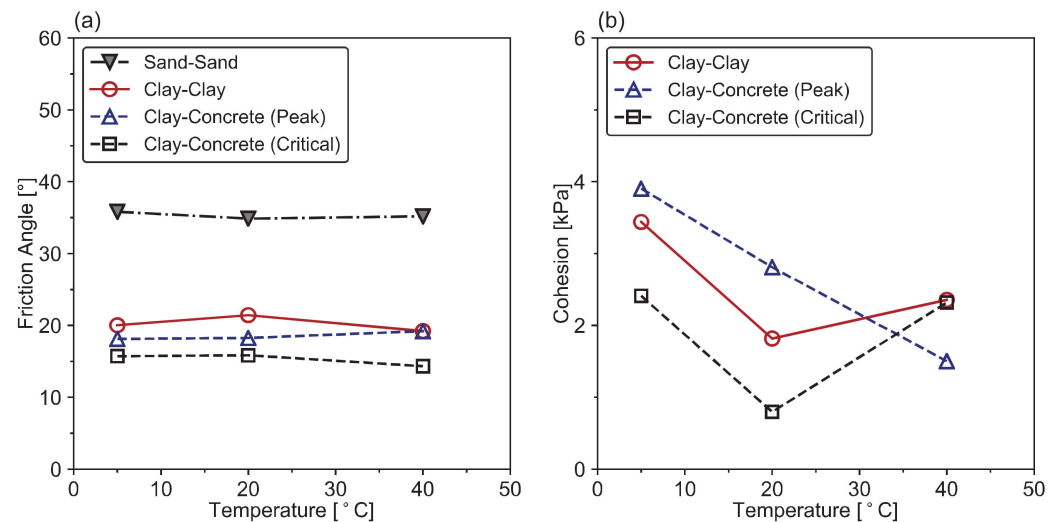 (a)
60
50
40
30
20
10
0
0 10 20 30 40 50
Friction Angle [°]
Temperature [°C]
Sand-Sand
Clay-Clay
Clay-Concrete (Peak)
Clay-Concrete (Critical)
(b)
6
4
2
0
0 10 20 30 40 50
Cohesion [kPa]
Temperature [°C]
Clay-Clay
Clay-Concrete (Peak)
Clay-Concrete (Critical)